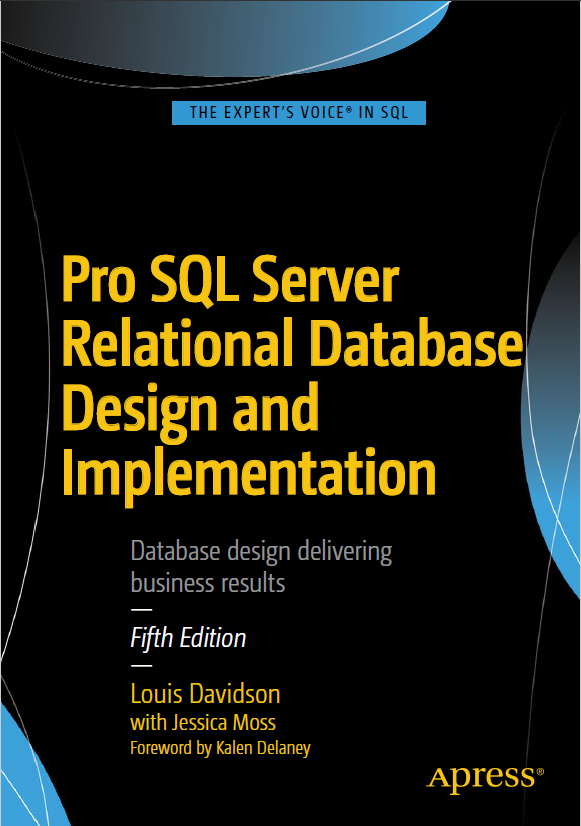 THE EXPERT'S VOICE® IN SQL
Pro SQL Server
Relational Database
Design and
Implementation
Database design delivering
business results
—
Fifth Edition
—
Louis Davidson
with Jessica Moss
Foreword by Kalen Delaney
Apress®